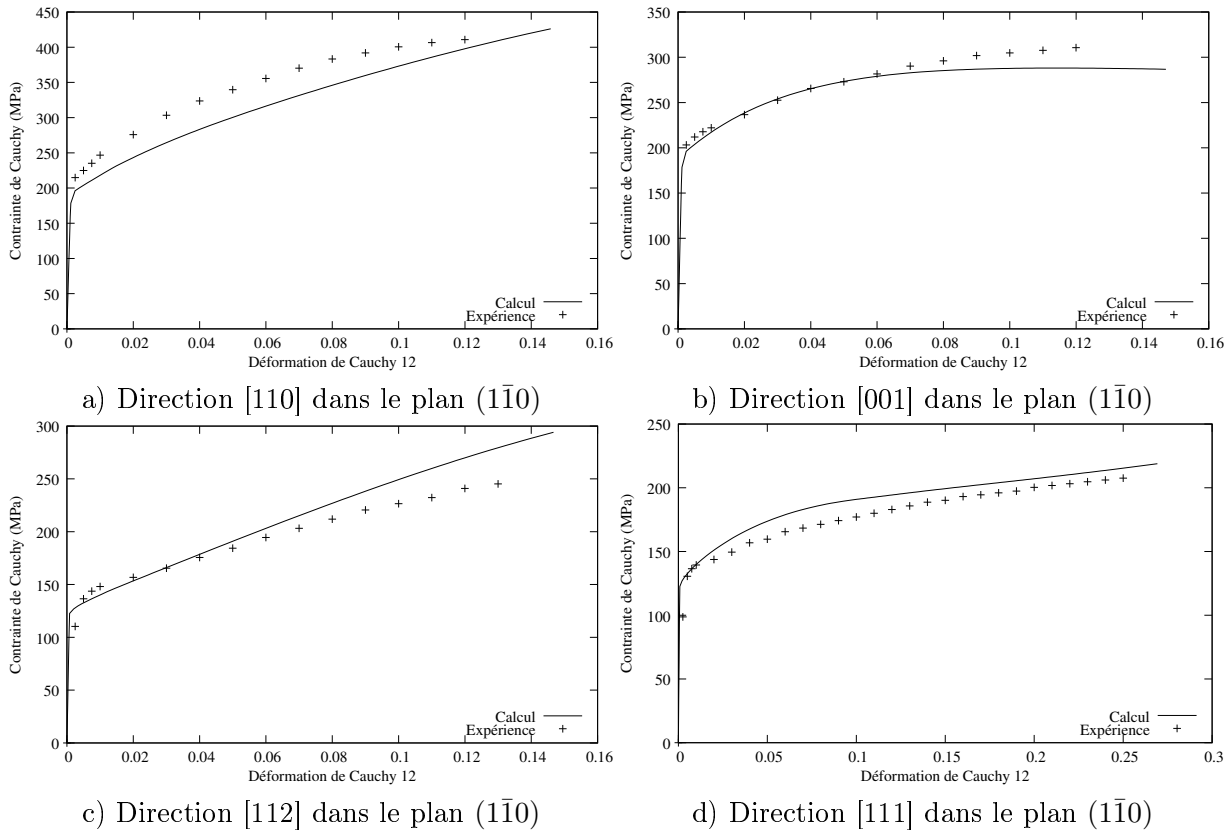 450
400
350
300
250
200
150
100
50
0
Contrainte de Cauchy (MPa)
0 0.02 0.04 0.06 0.08 0.1 0.12 0.14 0.16
Déformation de Cauchy 12
Calcul
Expérience
a) Direction [110] dans le plan (11̄0)
350
300
250
200
150
100
50
0
Contrainte de Cauchy (MPa)
0 0.02 0.04 0.06 0.08 0.1 0.12 0.14 0.16
Déformation de Cauchy 12
Calcul
Expérience
b) Direction [001] dans le plan (11̄0)
300
250
200
150
100
50
0
Contrainte de Cauchy (MPa)
0 0.02 0.04 0.06 0.08 0.1 0.12 0.14 0.16
Déformation de Cauchy 12
Calcul
Expérience
c) Direction [112] dans le plan (11̄0)
250
200
150
100
50
0
Contrainte de Cauchy (MPa)
0 0.05 0.1 0.15 0.2 0.25 0.3
Déformation de Cauchy 12
Calcul
Expérience
d) Direction [111] dans le plan (11̄0)